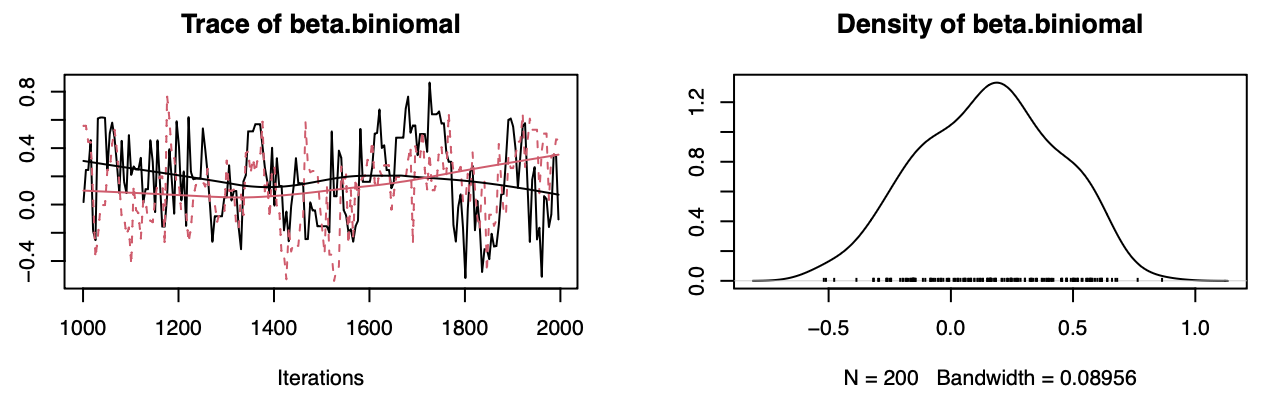 Trace of beta.biniomal
0.8
0.4
0.0
−0.4
1000 1200 1400 1600 1800 2000
Iterations
Density of beta.biniomal
1.2
0.8
0.4
0.0
−0.5 0.0 0.5 1.0
N = 200 Bandwidth = 0.08956